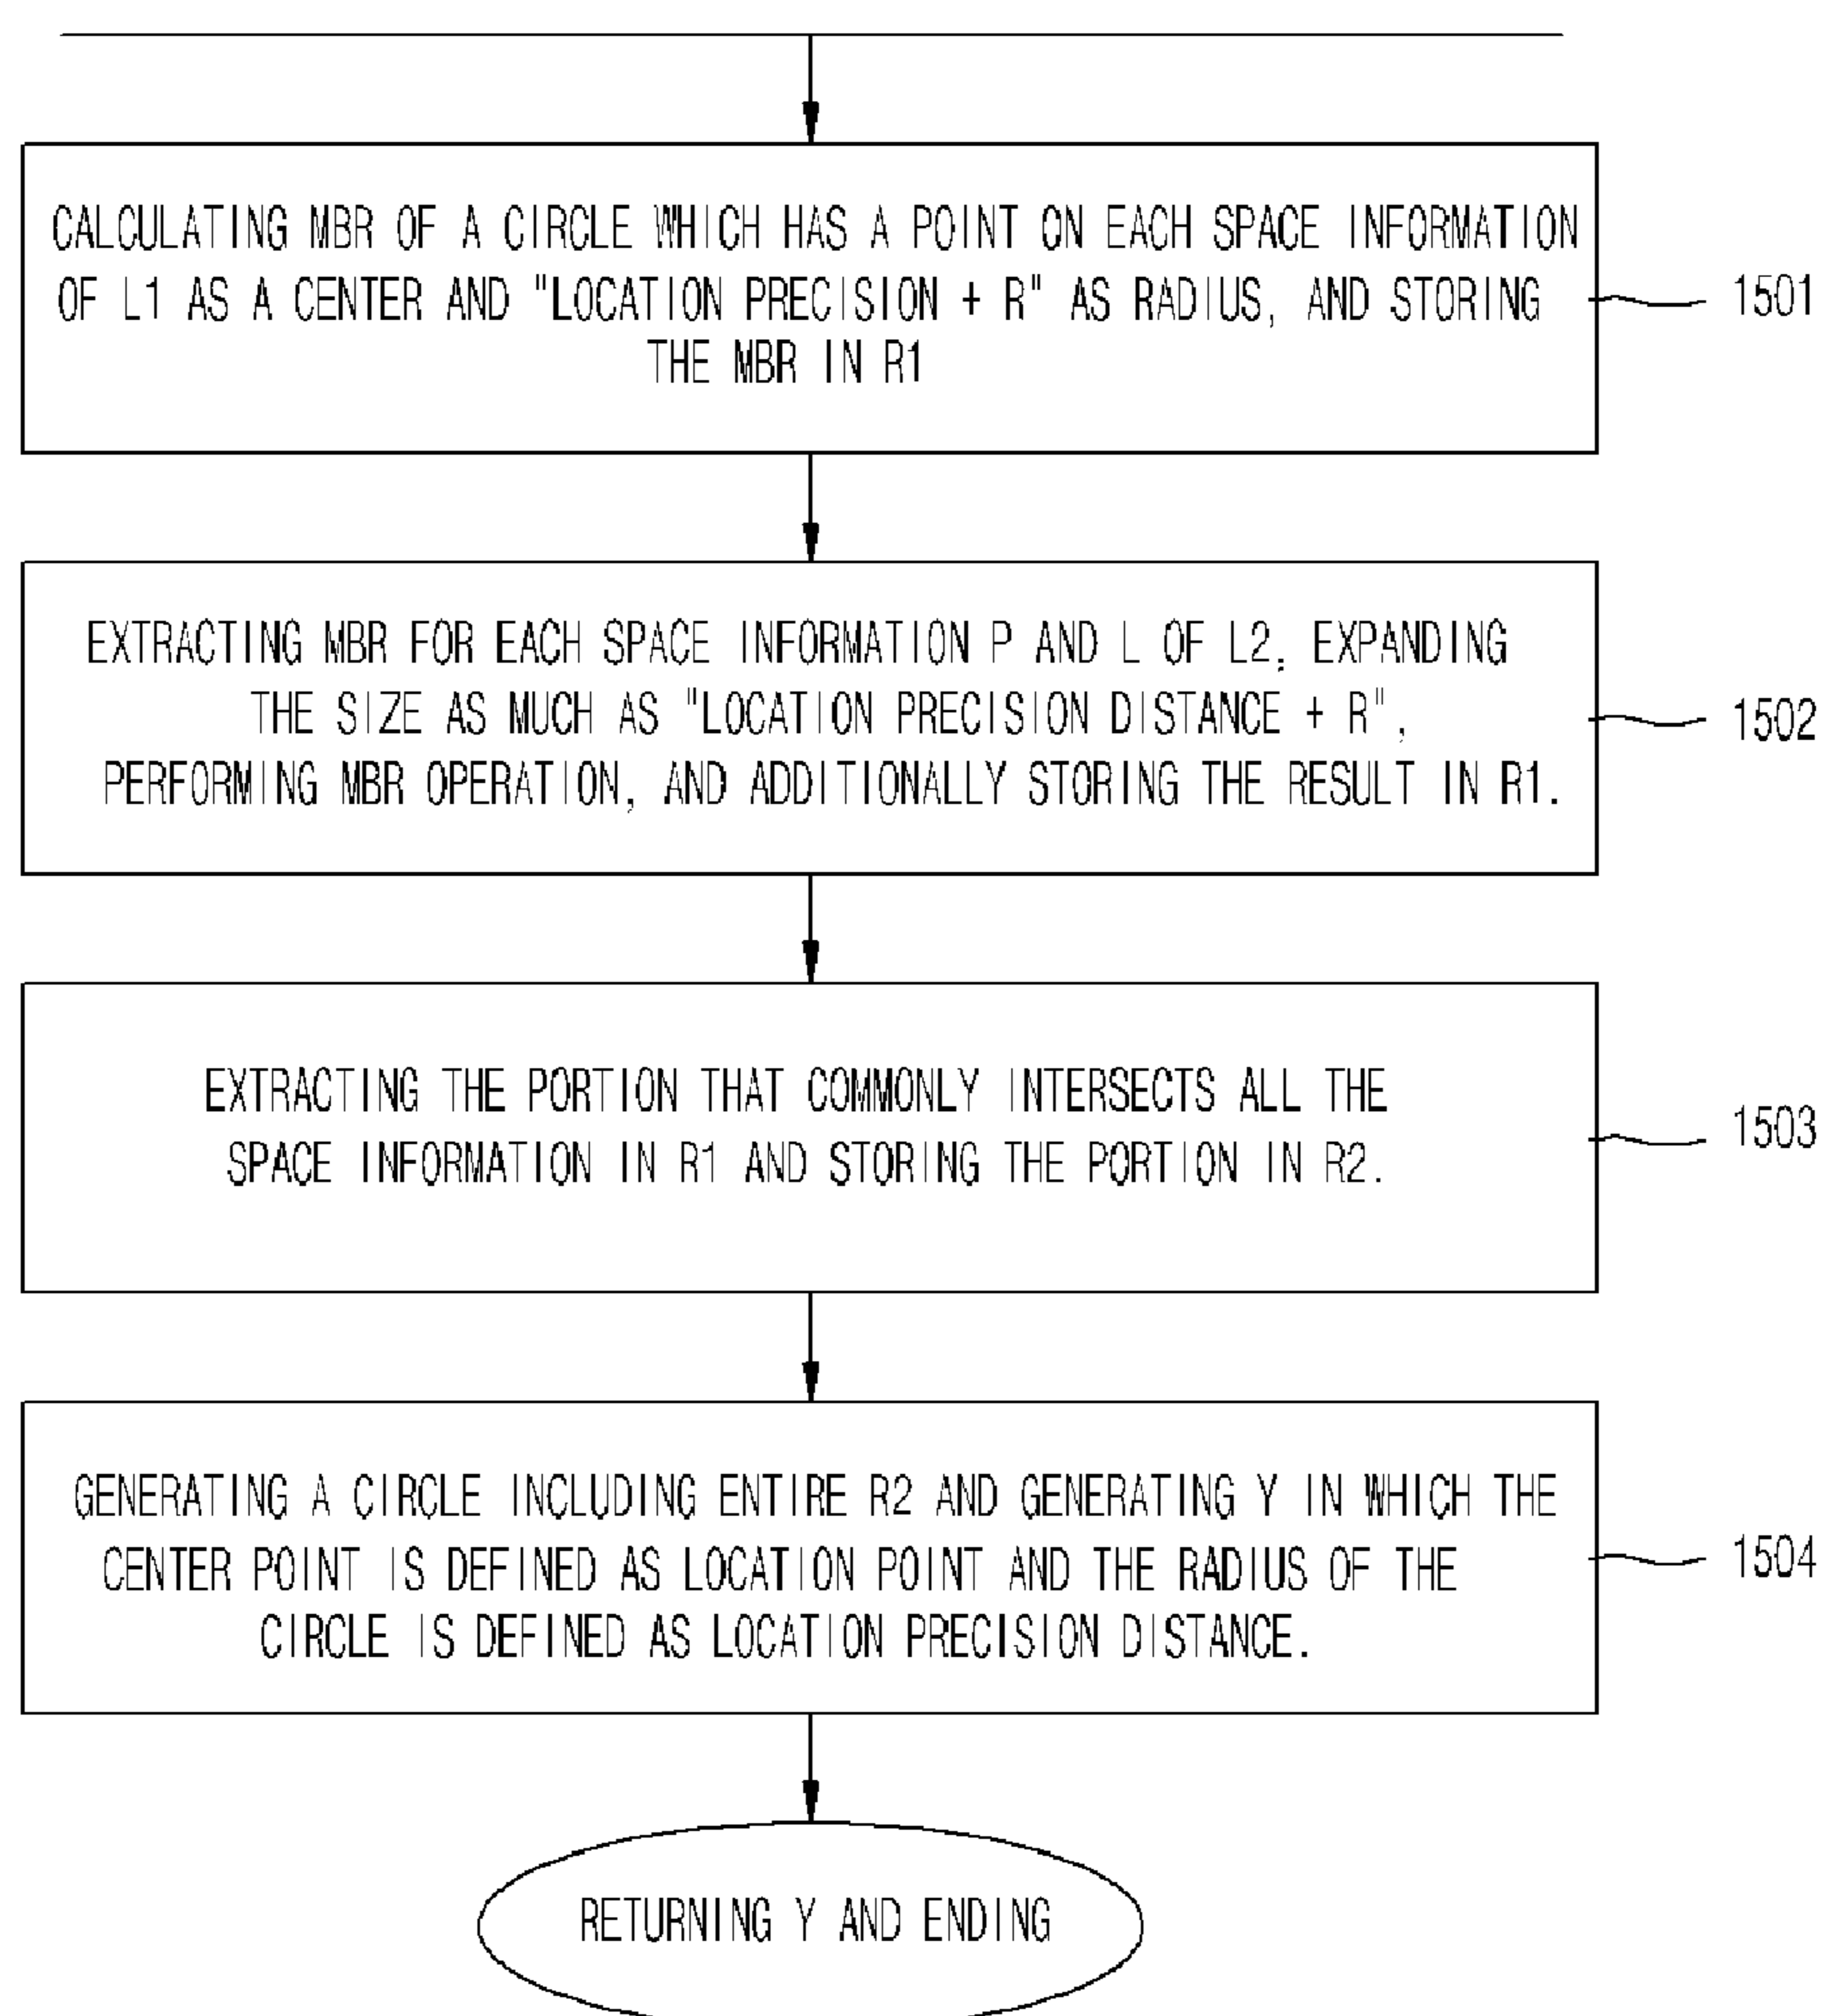 CALCULATING MBR OF A CIRCLE WHICH HAS A POINT ON EACH SPACE INFORMATION
OF L1 AS A CENTER AND "LOCATION PRECISION + R" AS RADIUS, AND STORING
THE MBR IN R1
1501
EXTRACTING MBR FOR EACH SPACE INFORMATION P AND L OF L2; EXPANDING
THE SIZE AS MUCH AS "LOCATION PRECISION DISTANCE + R",
PERFORMING MBR OPERATION, AND ADDITIONALLY STORING THE RESULT IN R1.
1502
EXTRACTING THE PORTION THAT COMMONLY INTERSECTS ALL THE
SPACE INFORMATION IN R1 AND STORING THE PORTION IN R2.
1503
GENERATING A CIRCLE INCLUDING ENTIRE R2 AND GENERATING Y IN WHICH THE
CENTER POINT IS DEFINED AS LOCATION POINT AND THE RADIUS OF THE
CIRCLE IS DEFINED AS LOCATION PRECISION DISTANCE.
1504
RETURNING Y AND ENDING